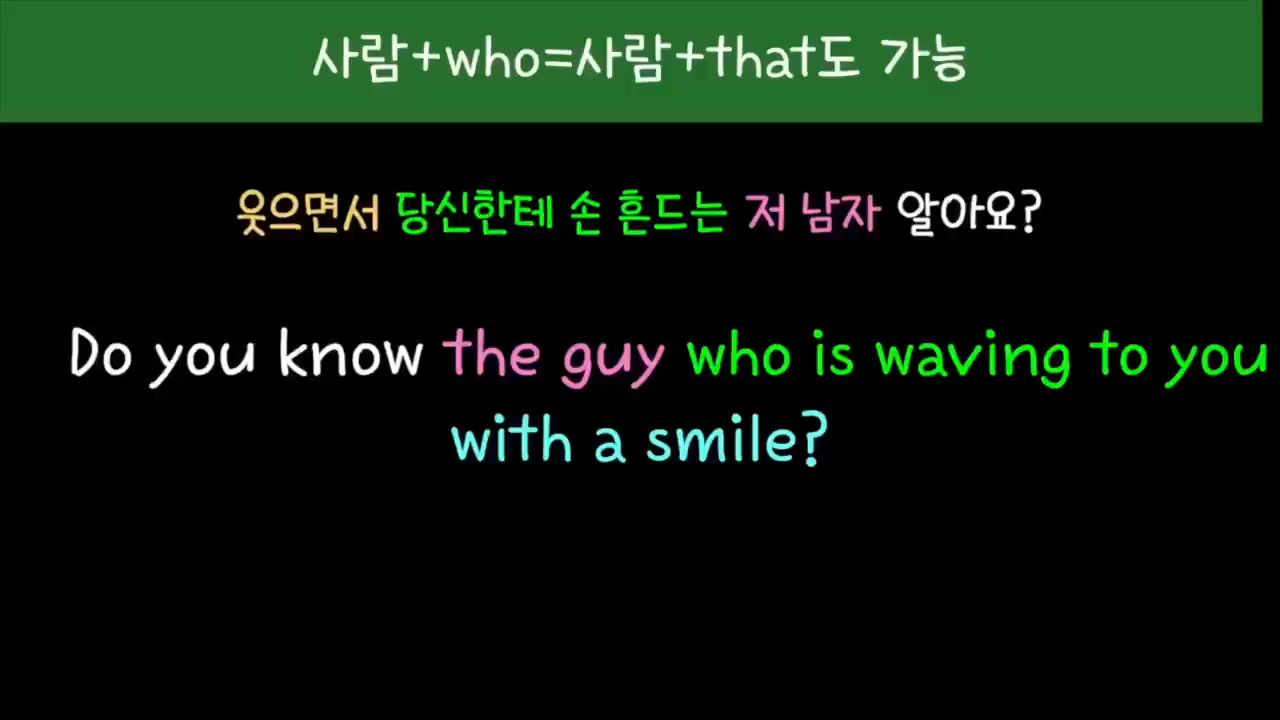 사람+who=사람+that도 가능
웃으면서 당신한테 손 흔드는 저 남자 알아요?
Do you know the guy who is waving to you
with a smile?